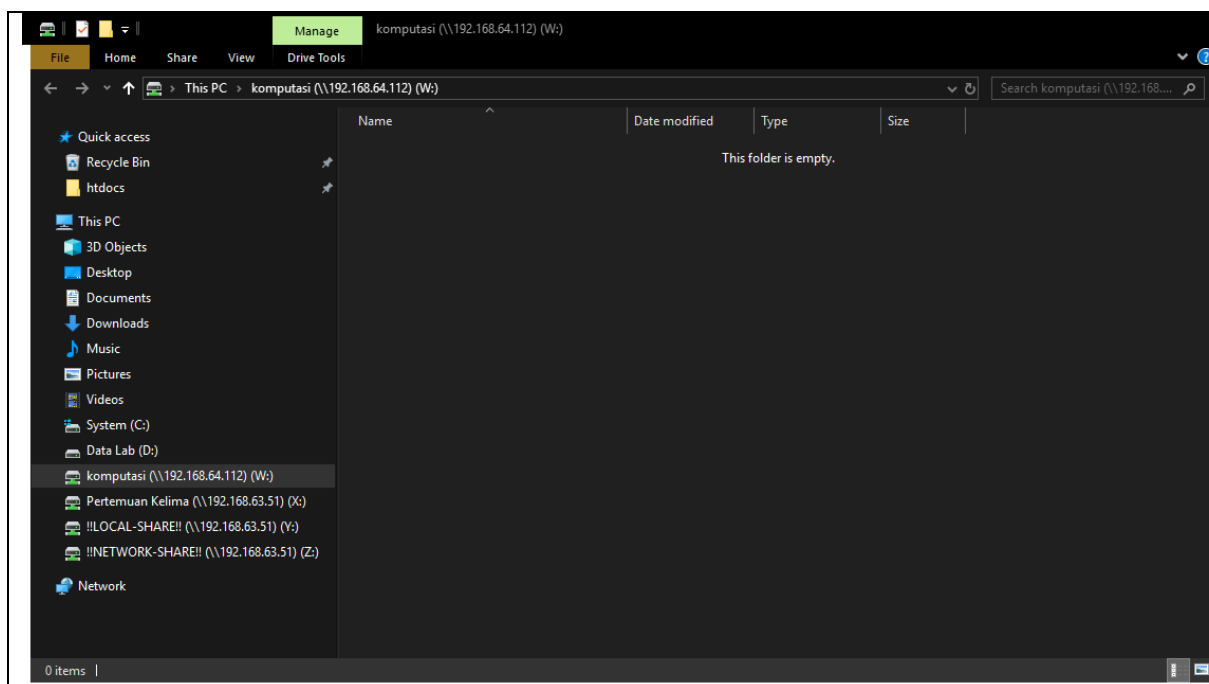 Manage komputasi (\\192.168.64.112) (W:)
File Home Share View Drive Tools
This PC > komputasi (\\192.168.64.112) (W:) Search komputasi (\\192.168....
Name Date modified Type Size
This folder is empty.
Quick access
Recycle Bin
htdocs
This PC
3D Objects
Desktop
Documents
Downloads
Music
Pictures
Videos
System (C:)
Data Lab (D:)
komputasi (\\192.168.64.112) (W:)
Pertemuan Kelima (\\192.168.63.51) (X:)
!!LOCAL-SHARE!! (\\192.168.63.51) (Y:)
!!NETWORK-SHARE!! (\\192.168.63.51) (Z:)
Network
0 items